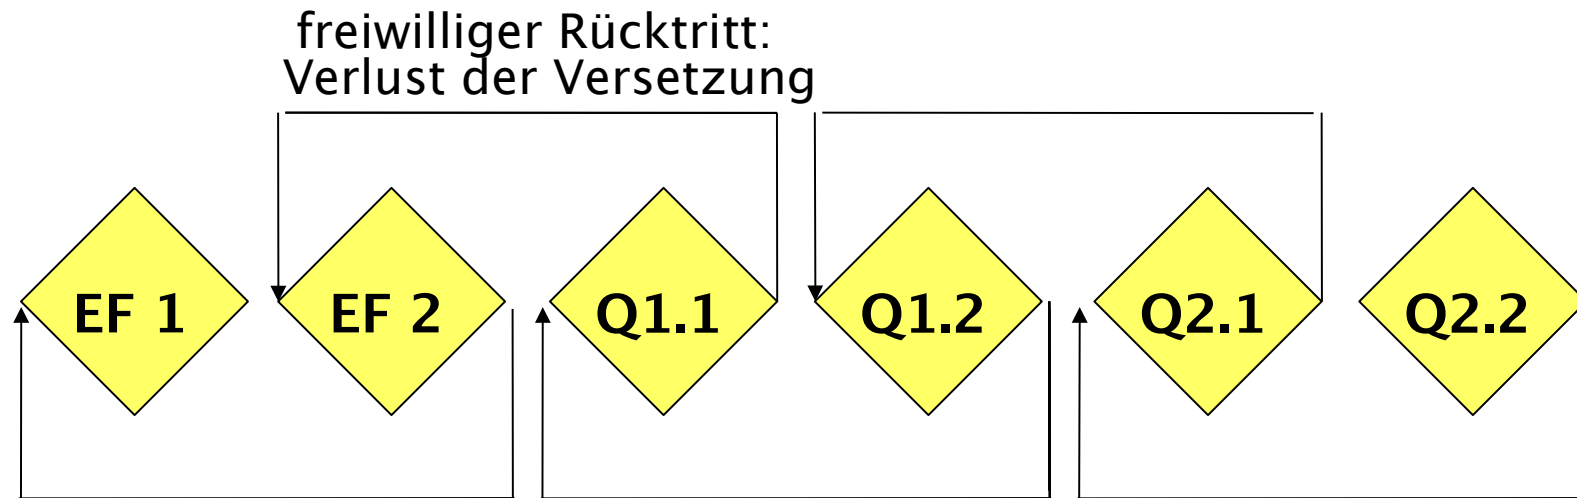 freiwilliger Rücktritt:
Verlust der Versetzung
EF 1 EF 2 Q1.1 Q1.2 Q2.1 Q2.2